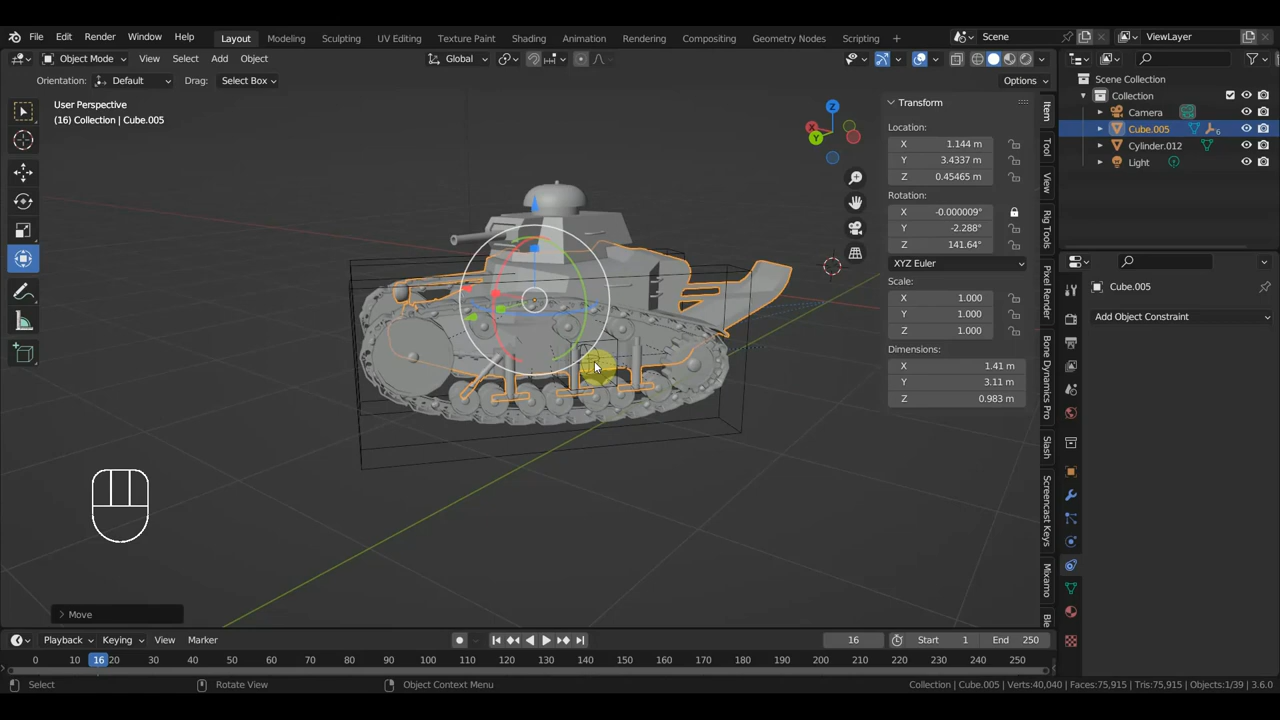 File Edit Render Window Help Layout Modeling Sculpting UV Editing Texture Paint Shading Animation Rendering Compositing Geometry Nodes Scripting + Scene ViewLayer
Object Mode View Select Add Object Global
Orientation: Default Drag: Select Box Options
User Perspective
(16) Collection | Cube.005
X
Y
Z
Transform
Location:
X 1.144 m
Y 3.4337 m
Z 0.45465 m
Rotation:
X -0.000009°
Y -2.288°
Z 141.64°
XYZ Euler
Scale:
X 1.000
Y 1.000
Z 1.000
Dimensions:
X 1.41 m
Y 3.11 m
Z 0.983 m
Item
Tool
View
Rig Tools
Pixel Render
Bone Dynamics Pro
Slash
Screencast Keys
Mixamo
Scene Collection
Collection
Camera
Cube.005 6
Cylinder.012
Light
Cube.005
Add Object Constraint
Move
Playback Keying View Marker 16 Start 1 End 250
0 10 16 20 30 40 50 60 70 80 90 100 110 120 130 140 150 160 170 180 190 200 210 220 230 240 250
Select Rotate View Object Context Menu Collection | Cube.005 | Verts:40,040 | Faces:75,915 | Tris:75,915 | Objects:1/39 | 3.6.0